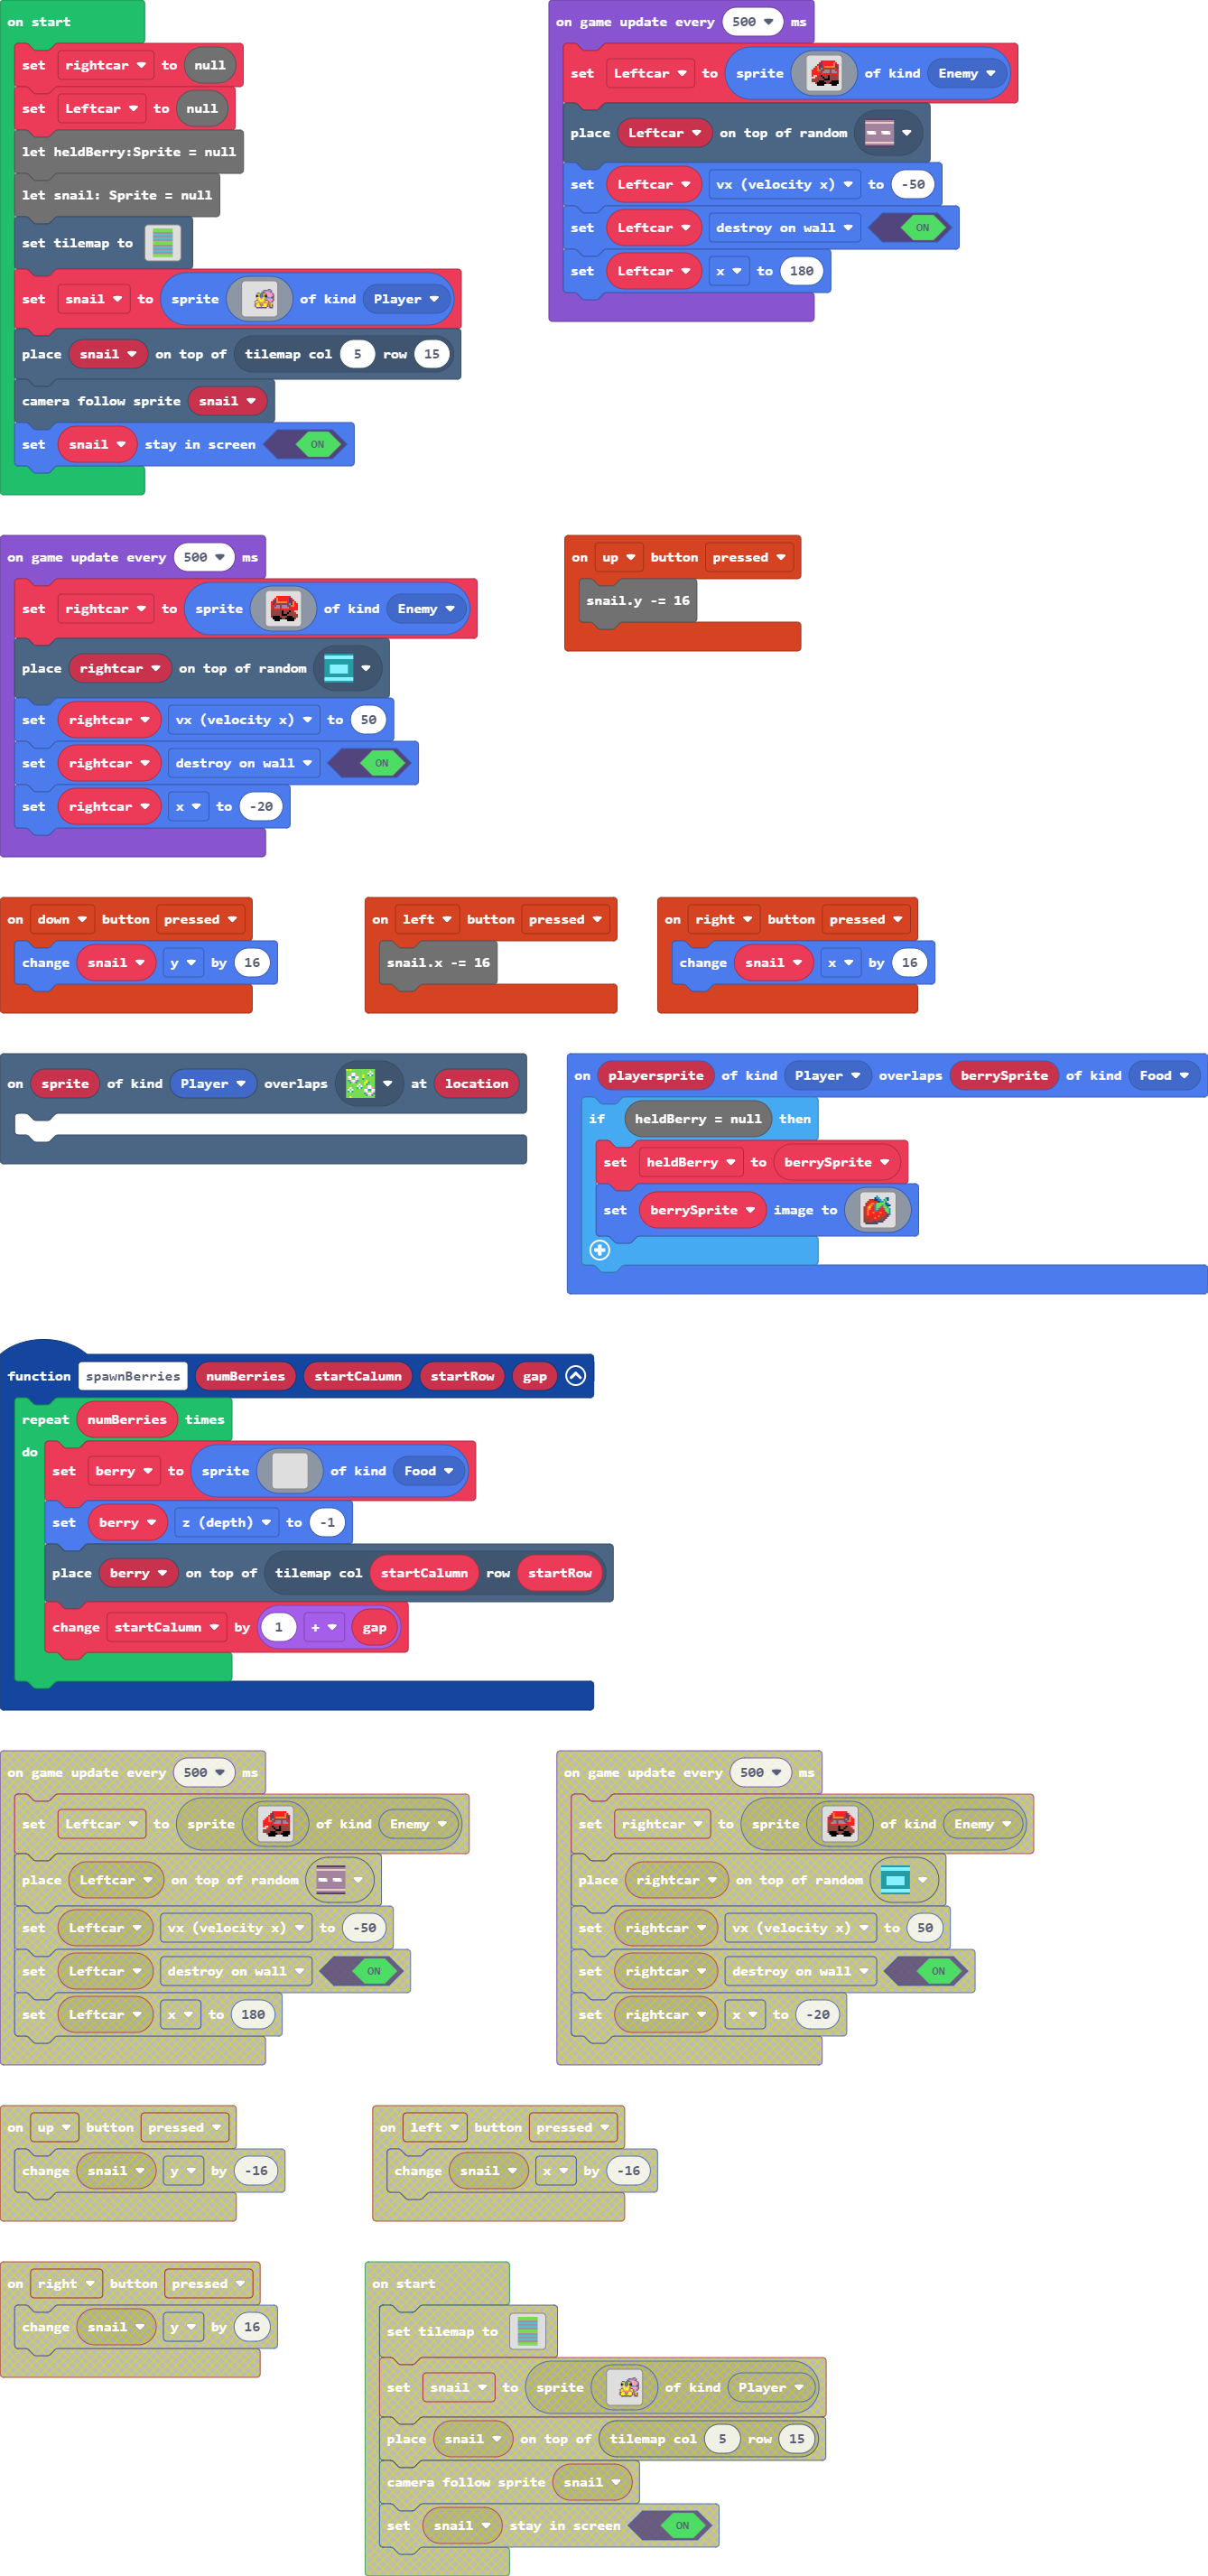 on start
set rightcar to null
set Leftcar to null
let heldBerry:Sprite = null
let snail: Sprite = null
set tilemap to
set snail to sprite of kind Player
place snail on top of tilemap col 5 row 15
camera follow sprite snail
set snail stay in screen ON
on game update every 500 ms
set Leftcar to sprite of kind Enemy
place Leftcar on top of random
set Leftcar vx (velocity x) to -50
set Leftcar destroy on wall ON
set Leftcar x to 180
on game update every 500 ms
set rightcar to sprite of kind Enemy
place rightcar on top of random
set rightcar vx (velocity x) to 50
set rightcar destroy on wall ON
set rightcar x to -20
on up button pressed
snail.y -= 16
on down button pressed
change snail y by 16
on left button pressed
snail.x -= 16
on right button pressed
change snail x by 16
on sprite of kind Player overlaps at location
on playersprite of kind Player overlaps berrySprite of kind Food
if heldBerry = null then
set heldBerry to berrySprite
set berrySprite image to
function spawnBerries numBerries startCalumn startRow gap
repeat numBerries times
do
set berry to sprite of kind Food
set berry z (depth) to -1
place berry on top of tilemap col startCalumn row startRow
change startCalumn by 1 + gap
on game update every 500 ms
set Leftcar to sprite of kind Enemy
place Leftcar on top of random
set Leftcar vx (velocity x) to -50
set Leftcar destroy on wall ON
set Leftcar x to 180
on game update every 500 ms
set rightcar to sprite of kind Enemy
place rightcar on top of random
set rightcar vx (velocity x) to 50
set rightcar destroy on wall ON
set rightcar x to -20
on up button pressed
change snail y by -16
on left button pressed
change snail x by -16
on right button pressed
change snail y by 16
on start
set tilemap to
set snail to sprite of kind Player
place snail on top of tilemap col 5 row 15
camera follow sprite snail
set snail stay in screen ON